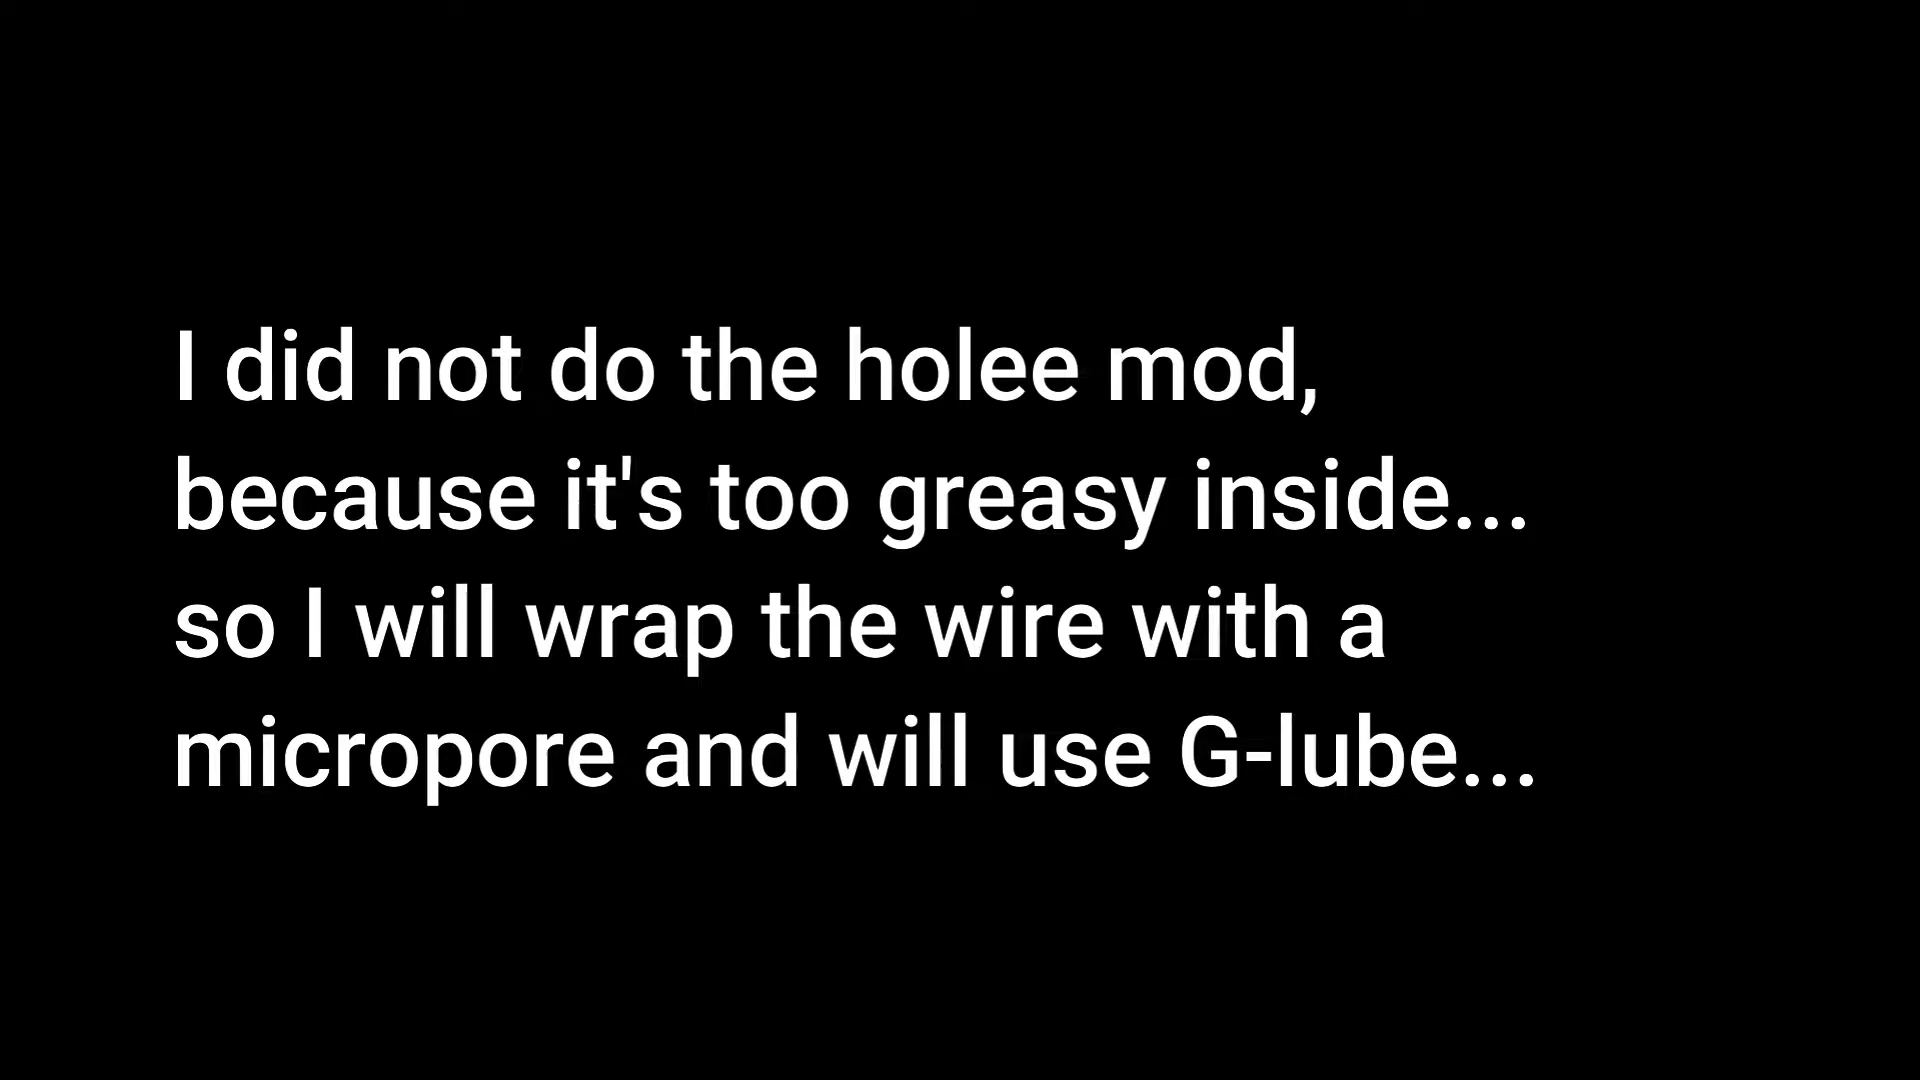 I did not do the holee mod,
because it's too greasy inside...
so I will wrap the wire with a
micropore and will use G-lube...